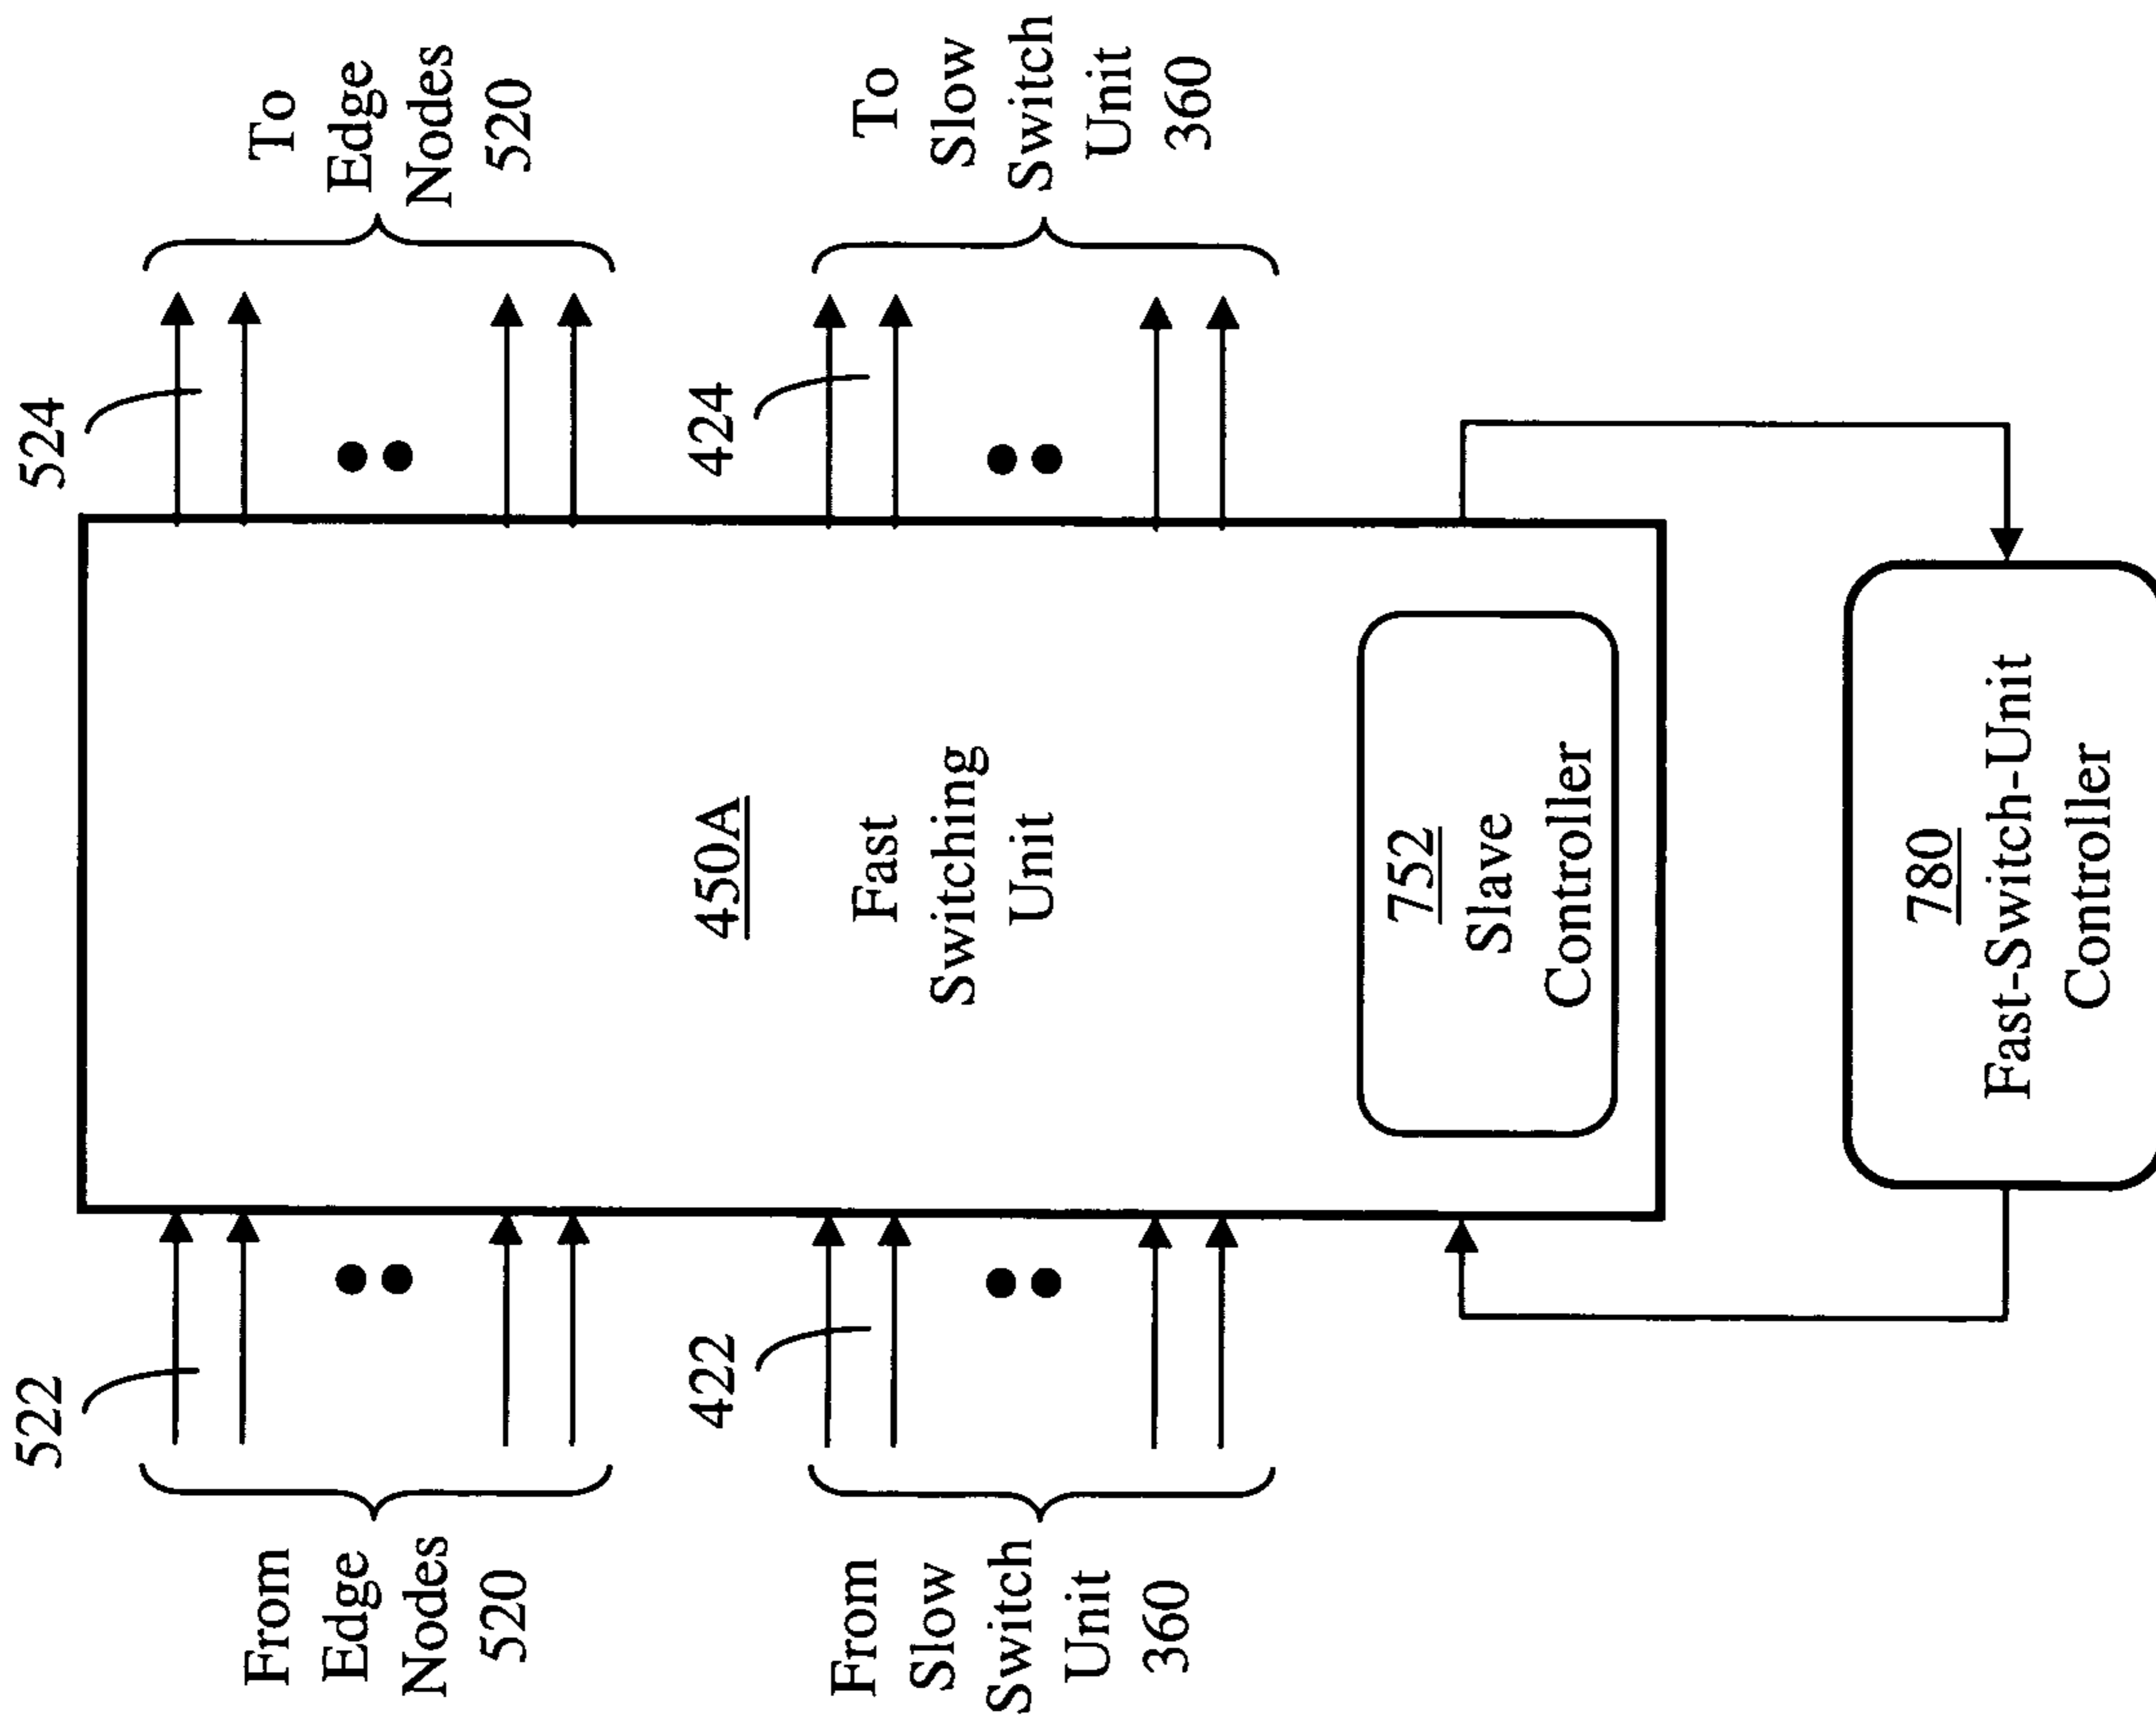 522
From
Edge
Nodes
520
422
From
Slow
Switch
Unit
360
450A
Fast
Switching
Unit
752
Slave
Controller
780
Fast-Switch-Unit
Controller
524
To
Edge
Nodes
520
424
To
Slow
Switch
Unit
360